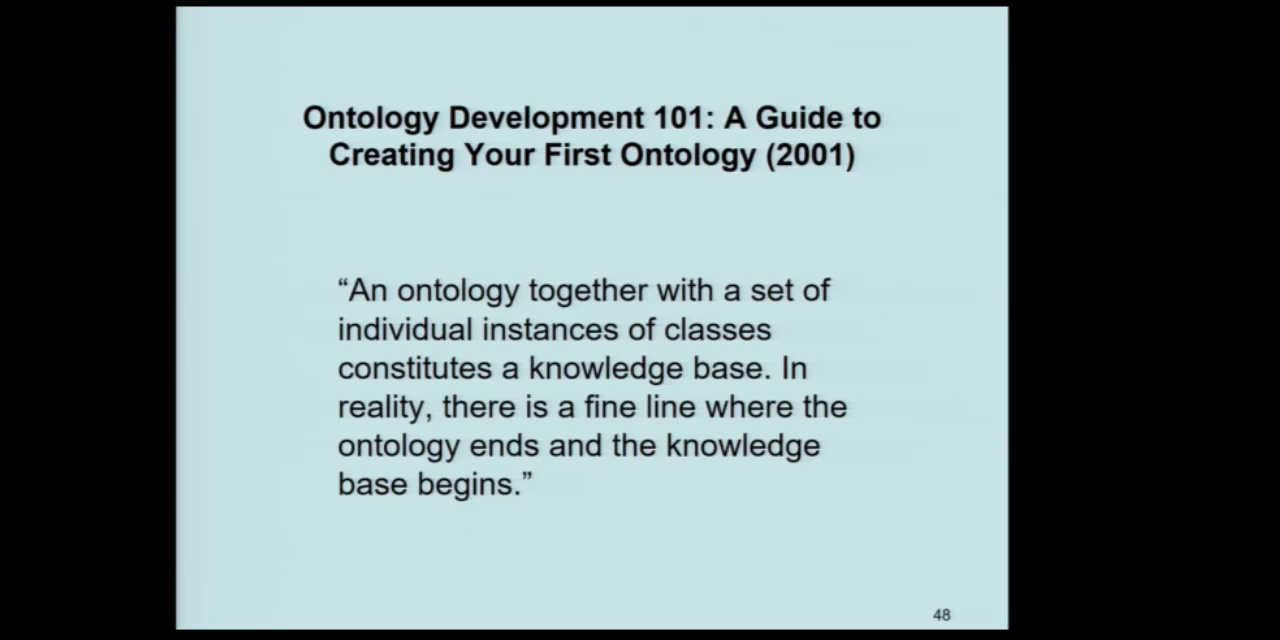 Ontology Development 101: A Guide to
Creating Your First Ontology (2001)
“An ontology together with a set of
individual instances of classes
constitutes a knowledge base. In
reality, there is a fine line where the
ontology ends and the knowledge
base begins.”
48